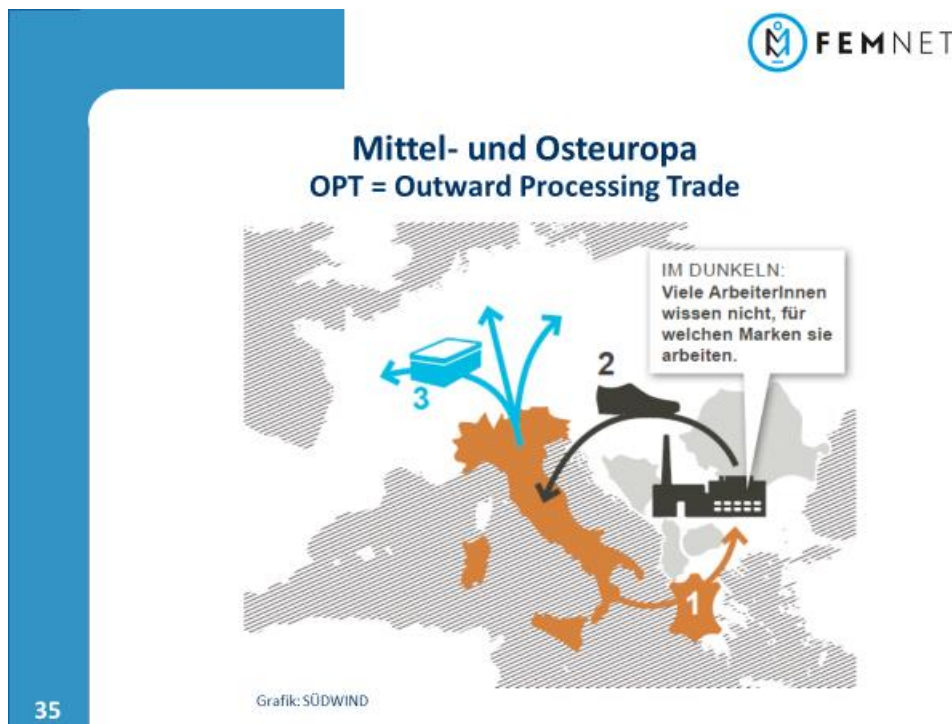 FEMNET
Mittel- und Osteuropa
OPT = Outward Processing Trade
IM DUNKELN:
Viele ArbeiterInnen
wissen nicht, für
welchen Marken sie
arbeiten.
2
3
1
Grafik: SÜDWIND
35